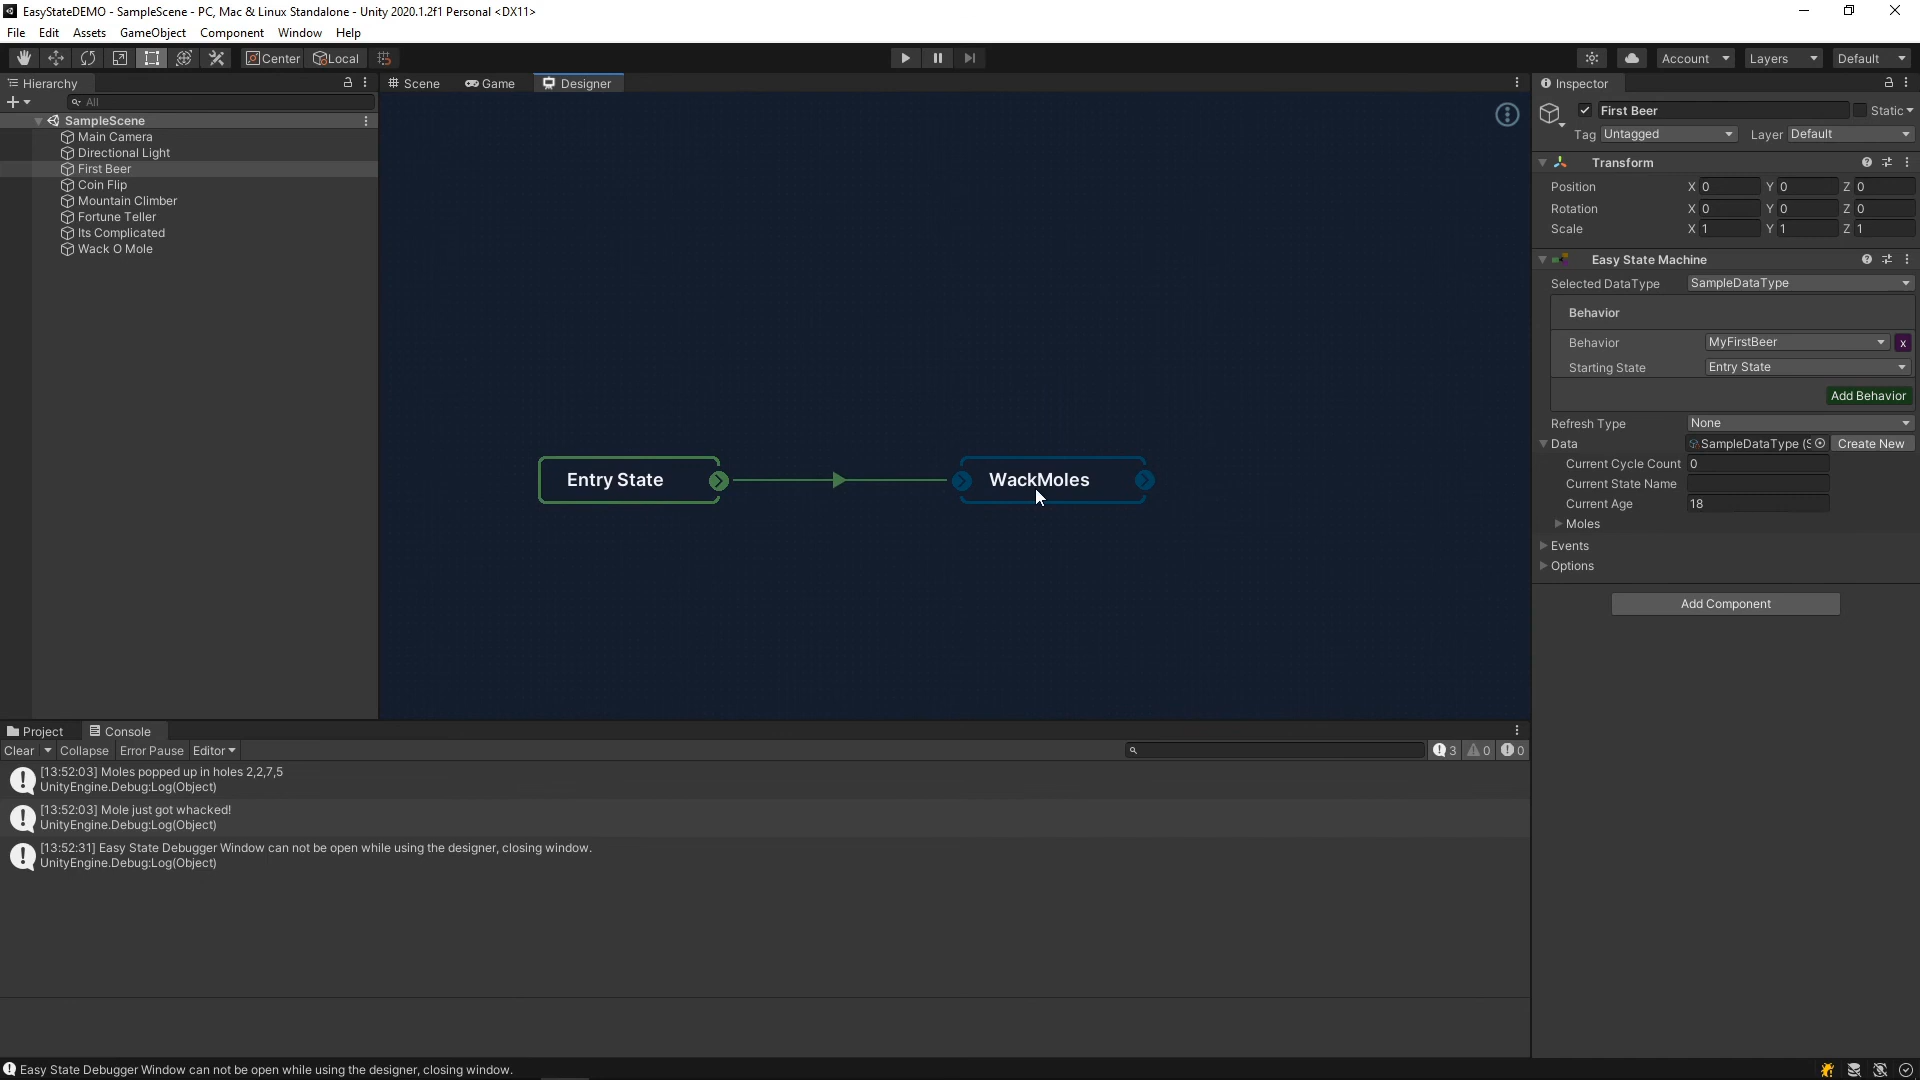 EasyStateDEMO - SampleScene - PC, Mac & Linux Standalone - Unity 2020.1.2f1 Personal <DX11>
File Edit Assets GameObject Component Window Help
Center Local Account Layers Default
Hierarchy
All
SampleScene
Main Camera
Directional Light
First Beer
Coin Flip
Mountain Climber
Fortune Teller
Its Complicated
Wack O Mole
Scene Game Designer
Entry State
WackMoles
Inspector
First Beer Static
Tag Untagged Layer Default
Transform
Position X 0 Y 0 Z 0
Rotation X 0 Y 0 Z 0
Scale X 1 Y 1 Z 1
Easy State Machine
Selected DataType SampleDataType
Behavior
Behavior MyFirstBeer x
Starting State Entry State
Add Behavior
Refresh Type None
Data SampleDataType (S Create New
Current Cycle Count 0
Current State Name
Current Age 18
Moles
Events
Options
Add Component
Project Console
Clear Collapse Error Pause Editor 3 0 0
[13:52:03] Moles popped up in holes 2,2,7,5
UnityEngine.Debug:Log(Object)
[13:52:03] Mole just got whacked!
UnityEngine.Debug:Log(Object)
[13:52:31] Easy State Debugger Window can not be open while using the designer, closing window.
UnityEngine.Debug:Log(Object)
Easy State Debugger Window can not be open while using the designer, closing window.